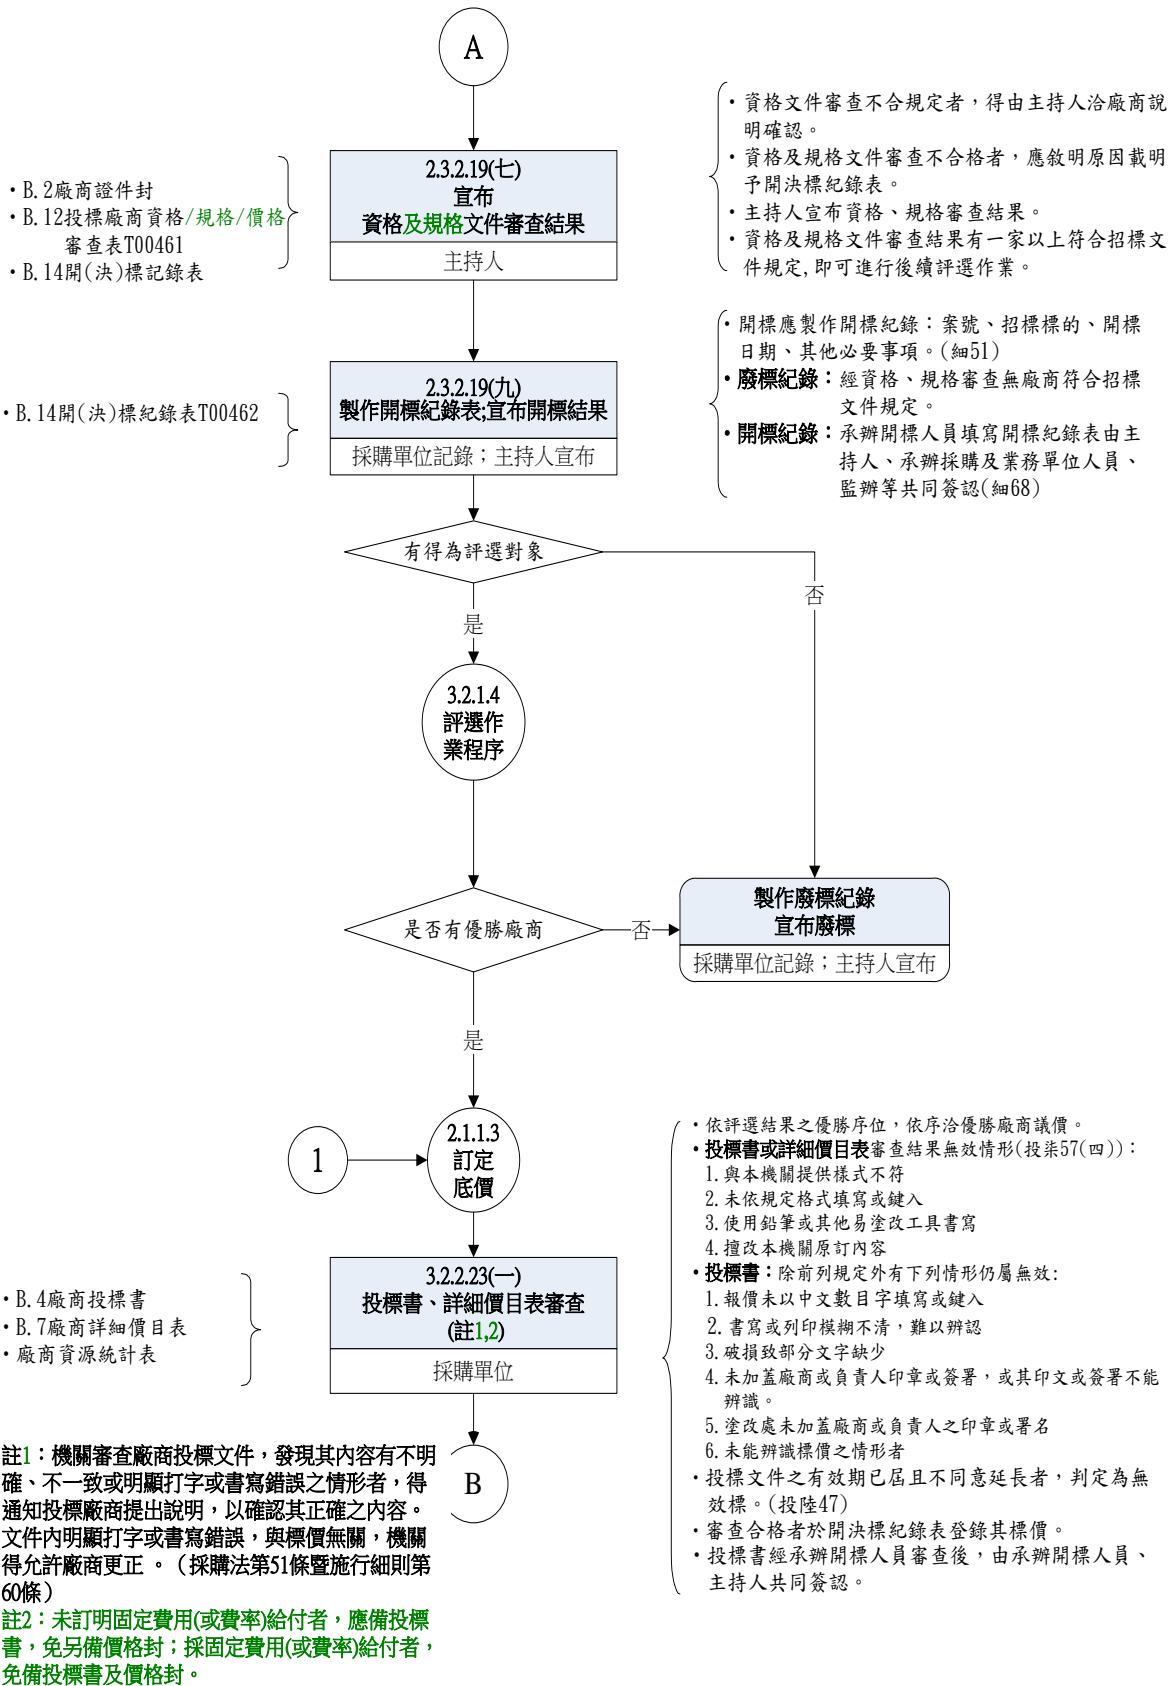 A
・B.2廠商證件封
・B.12投標廠商資格/規格/價格
審查表T00461
・B.14開(決)標記錄表
2.3.2.19(七)
宣布
資格及規格文件審查結果
主持人
・資格文件審查不合規定者，得由主持人洽廠商說
明確認。
・資格及規格文件審查不合格者，應敘明原因載明
予開決標紀錄表。
・主持人宣布資格、規格審查結果。
・資格及規格文件審查結果有一家以上符合招標文
件規定,即可進行後續評選作業。
・B.14開(決)標紀錄表T00462
2.3.2.19(九)
製作開標紀錄表;宣布開標結果
採購單位記錄；主持人宣布
・開標應製作開標紀錄：案號、招標標的、開標
日期、其他必要事項。(細51)
・廢標紀錄：經資格、規格審查無廠商符合招標
文件規定。
・開標紀錄：承辦開標人員填寫開標紀錄表由主
持人、承辦採購及業務單位人員、
監辦等共同簽認(細68)
有得為評選對象
否
是
3.2.1.4
評選作
業程序
是否有優勝廠商
否
製作廢標紀錄
宣布廢標
採購單位記錄；主持人宣布
是
1
2.1.1.3
訂定
底價
・B.4廠商投標書
・B.7廠商詳細價目表
・廠商資源統計表
3.2.2.23(一)
投標書、詳細價目表審查
(註1,2)
採購單位
・依評選結果之優勝序位，依序洽優勝廠商議價。
・投標書或詳細價目表審查結果無效情形(投柒57(四))：
1.與本機關提供樣式不符
2.未依規定格式填寫或鍵入
3.使用鉛筆或其他易塗改工具書寫
4.擅改本機關原訂內容
・投標書：除前列規定外有下列情形仍屬無效:
1.報價未以中文數目字填寫或鍵入
2.書寫或列印模糊不清，難以辨認
3.破損致部分文字缺少
4.未加蓋廠商或負責人印章或簽署，或其印文或簽署不能
辨識。
5.塗改處未加蓋廠商或負責人之印章或署名
6.未能辨識標價之情形者
・投標文件之有效期已屆且不同意延長者，判定為無
效標。(投陸47)
・審查合格者於開決標紀錄表登錄其標價。
・投標書經承辦開標人員審查後，由承辦開標人員、
主持人共同簽認。
B
註1：機關審查廠商投標文件，發現其內容有不明
確、不一致或明顯打字或書寫錯誤之情形者，得
通知投標廠商提出說明，以確認其正確之內容。
文件內明顯打字或書寫錯誤，與標價無關，機關
得允許廠商更正 。（採購法第51條暨施行細則第
60條）
註2：未訂明固定費用(或費率)給付者，應備投標
書，免另備價格封；採固定費用(或費率)給付者，
免備投標書及價格封。